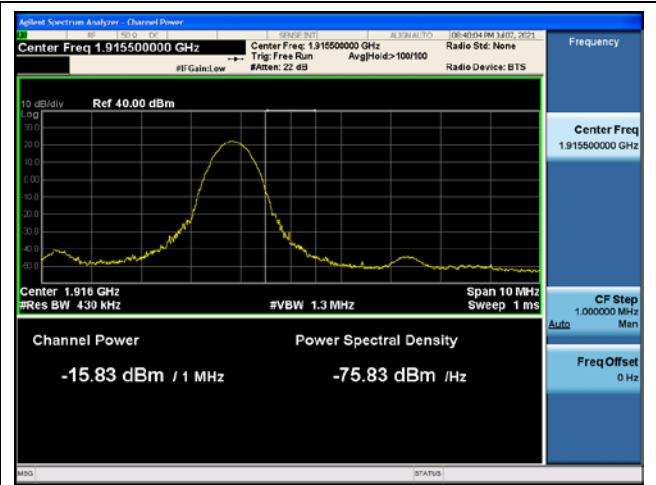 Agilent Spectrum Analyzer - Channel Power
RF 50 Ω DC SENSE:INT ALIGN AUTO 08:40:04 PM Jul 07, 2021
Center Freq 1.915500000 GHz
Center Freq: 1.915500000 GHz
Radio Std: None
Trig: Free Run
Avg|Hold:>100/100
#IFGain:Low
#Atten: 22 dB
Radio Device: BTS
Frequency
10 dB/div
Ref 40.00 dBm
Log
30.0
20.0
10.0
0.00
-10.0
-20.0
-30.0
-40.0
-50.0
Center 1.916 GHz
Span 10 MHz
#Res BW 430 kHz
#VBW 1.3 MHz
Sweep 1 ms
Channel Power
Power Spectral Density
-15.83 dBm / 1 MHz
-75.83 dBm /Hz
Center Freq
1.915500000 GHz
CF Step
1.000000 MHz
Auto Man
Freq Offset
0 Hz
MSG
STATUS